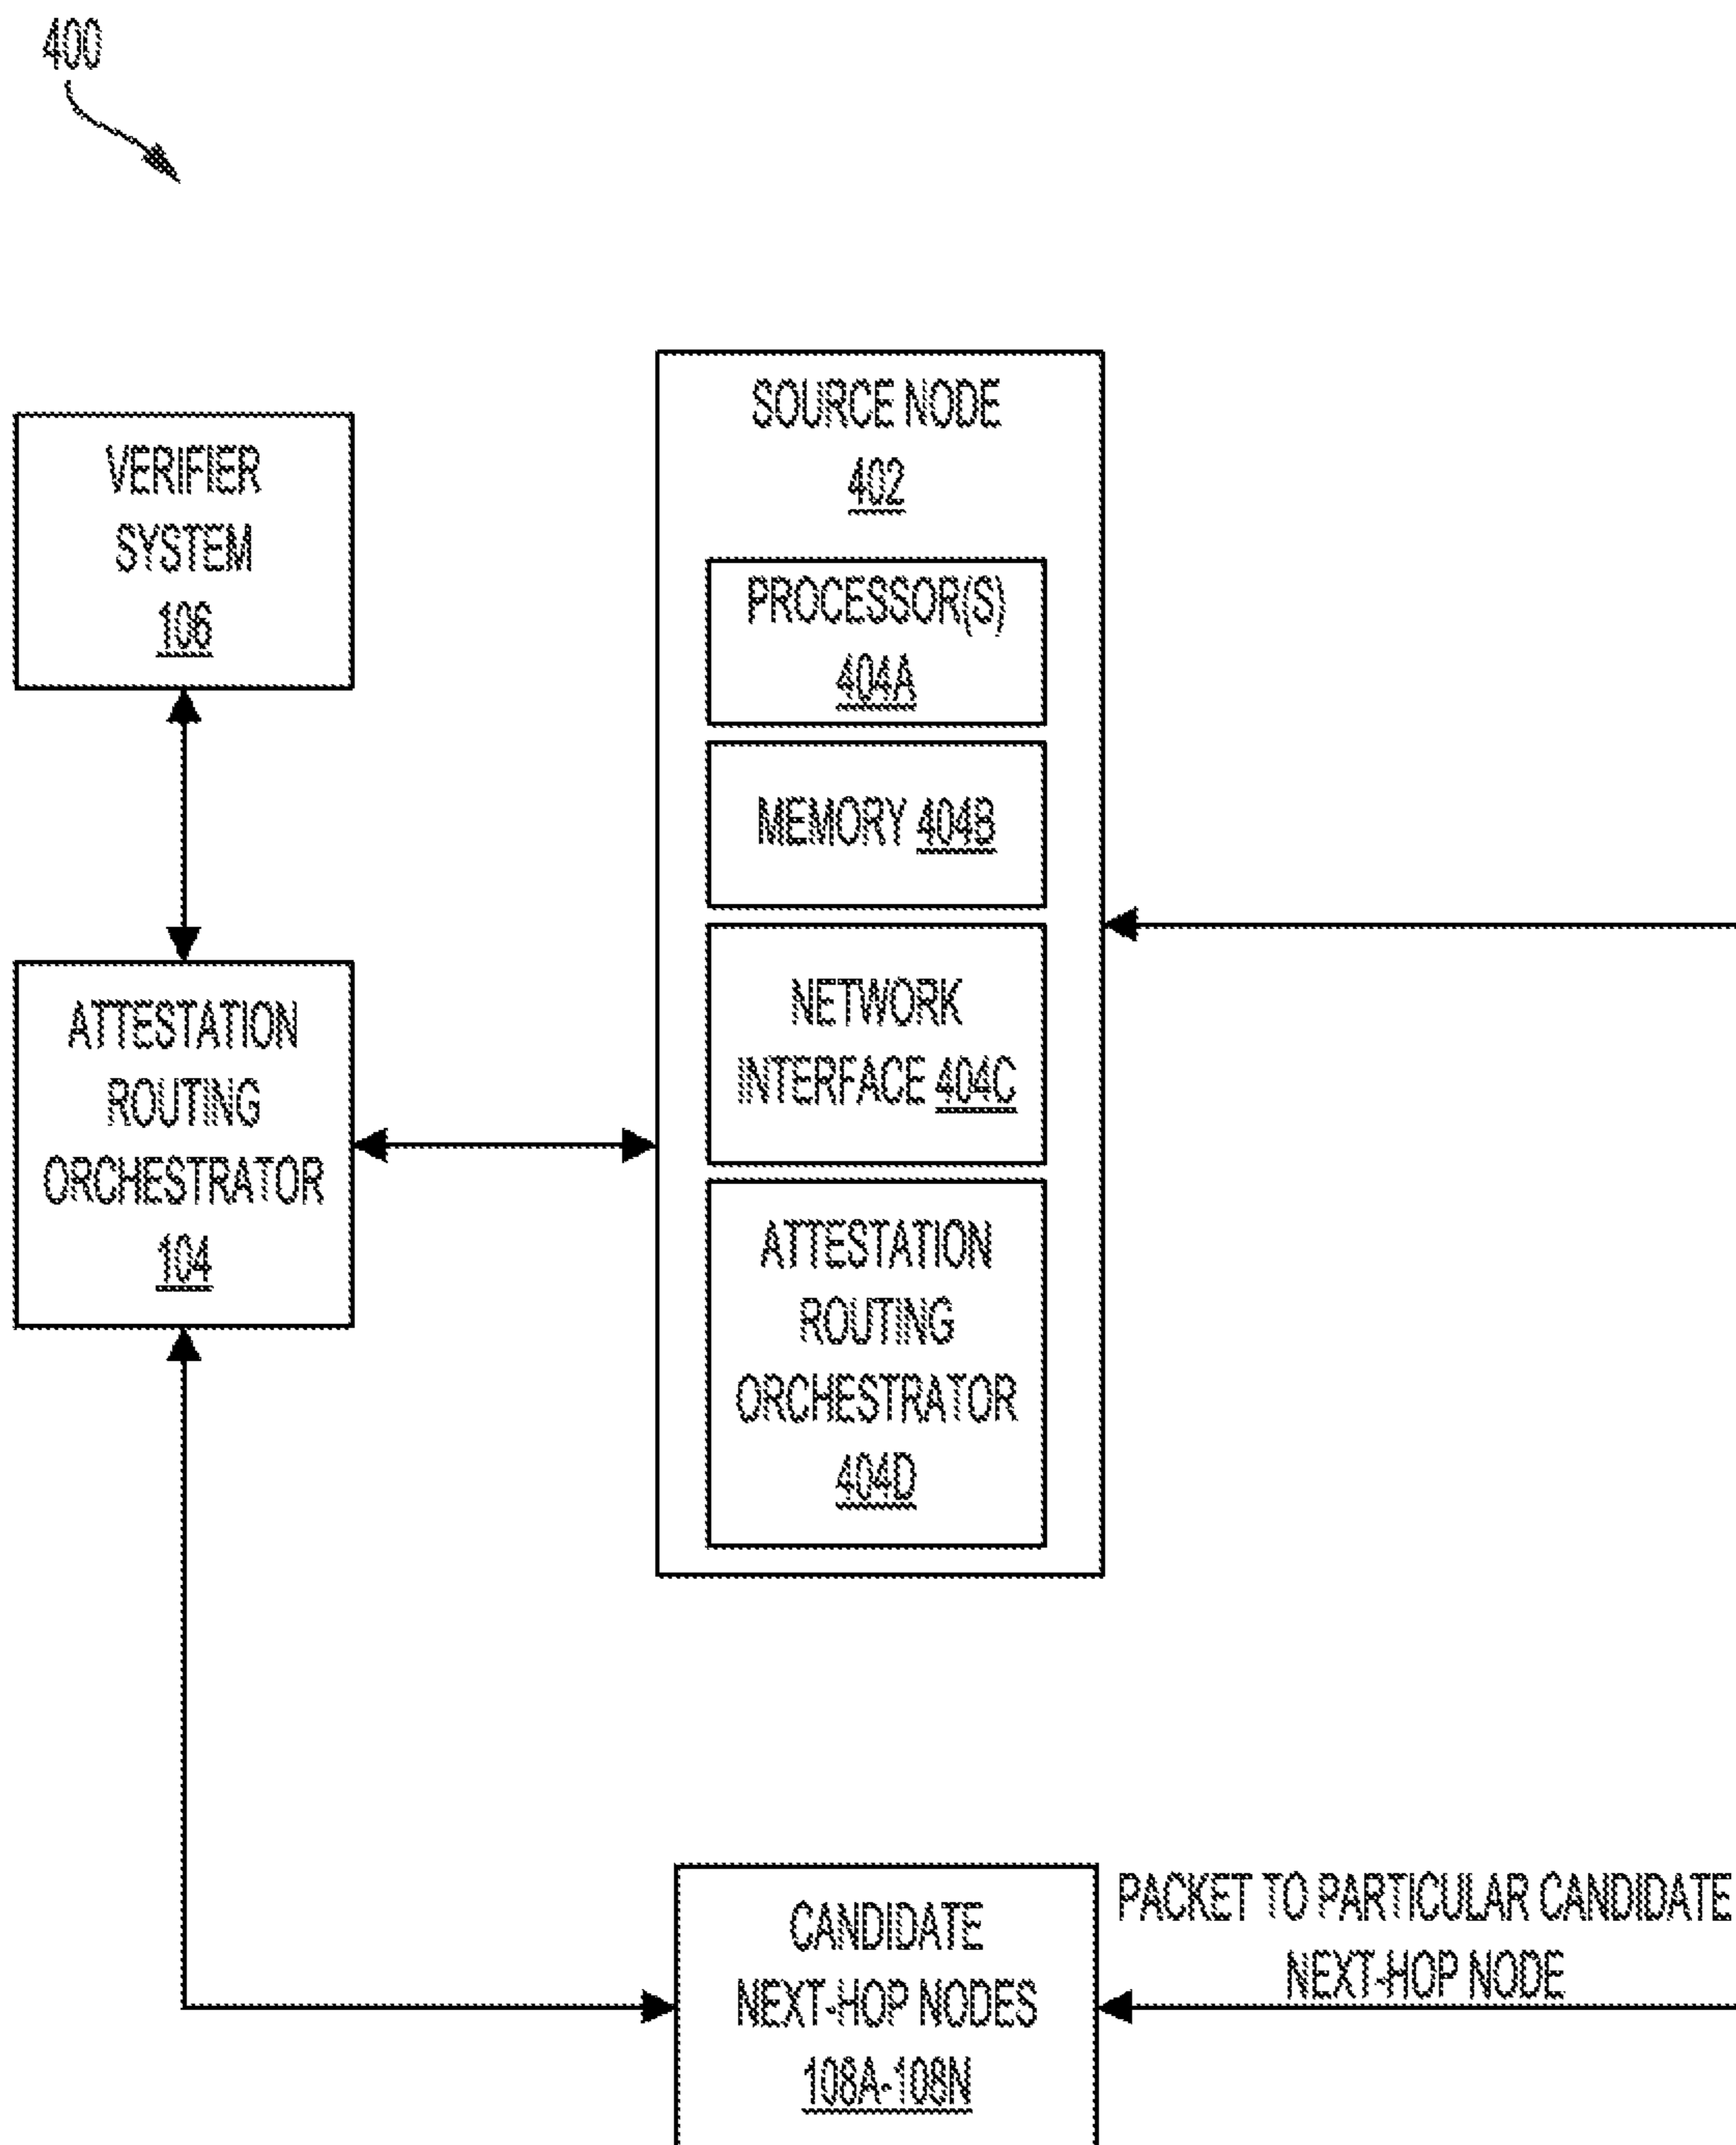 400
SOURCE NODE
402
PROCESSOR(S)
404A
MEMORY 404B
NETWORK
INTERFACE 404C
ATTESTATION
ROUTING
ORCHESTRATOR
404D
VERIFIER
SYSTEM
106
ATTESTATION
ROUTING
ORCHESTRATOR
104
CANDIDATE
NEXT-HOP NODES
108A-108N
PACKET TO PARTICULAR CANDIDATE
NEXT-HOP NODE